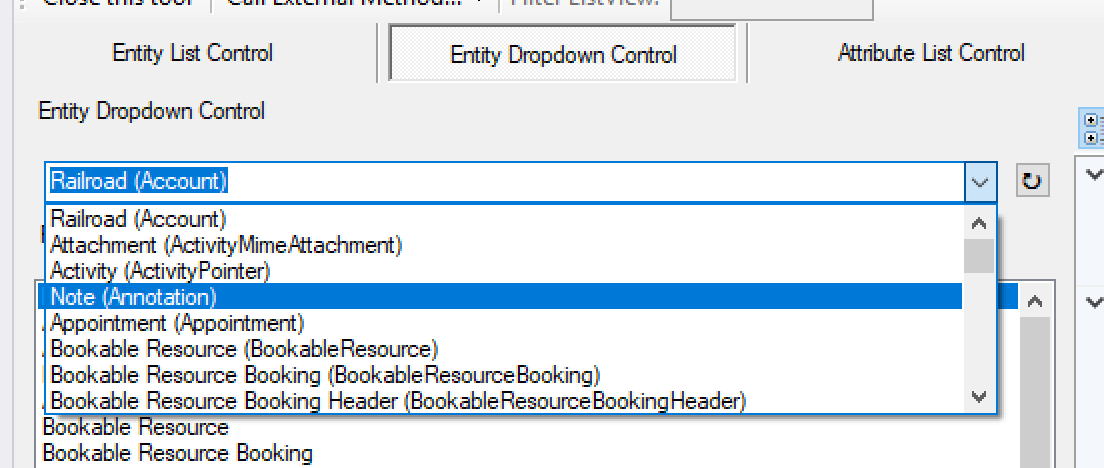 Close this tool Call External Method... Filter ListView:
Entity List Control Entity Dropdown Control Attribute List Control
Entity Dropdown Control
Railroad (Account)
Railroad (Account)
Attachment (ActivityMimeAttachment)
Activity (ActivityPointer)
Note (Annotation)
Appointment (Appointment)
Bookable Resource (BookableResource)
Bookable Resource Booking (BookableResourceBooking)
Bookable Resource Booking Header (BookableResourceBookingHeader)
Bookable Resource
Bookable Resource Booking